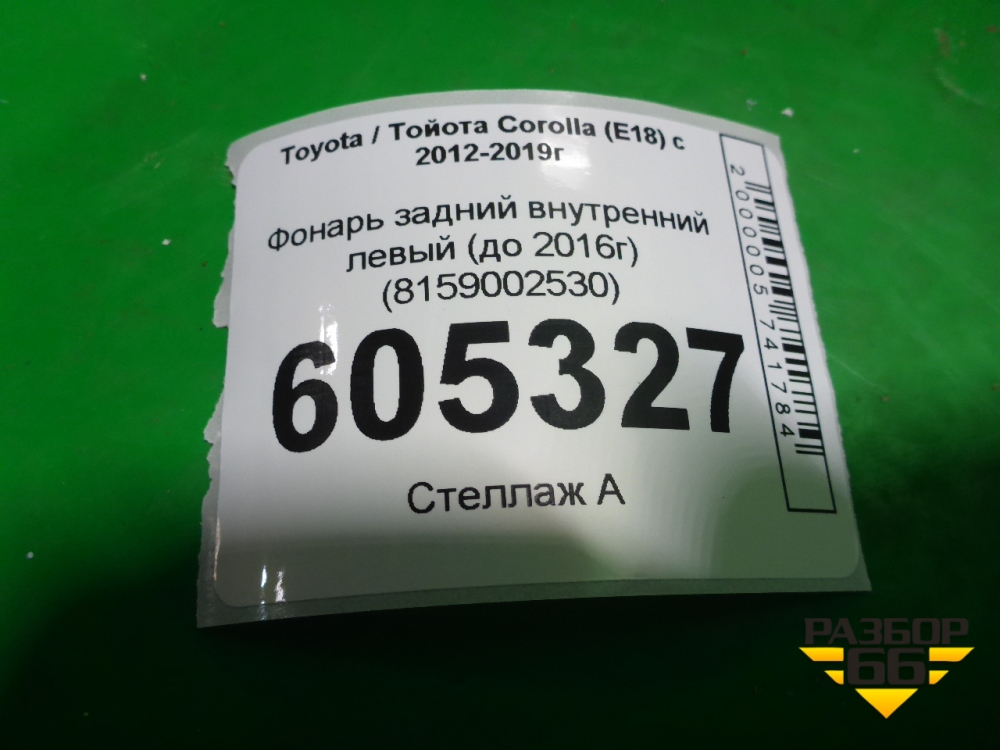 Toyota / Тойота Corolla (E18) с
2012-2019г
Фонарь задний внутренний
левый (до 2016г)
(8159002530)
605327
Стеллаж А
2000005741784
РАЗБОР
66